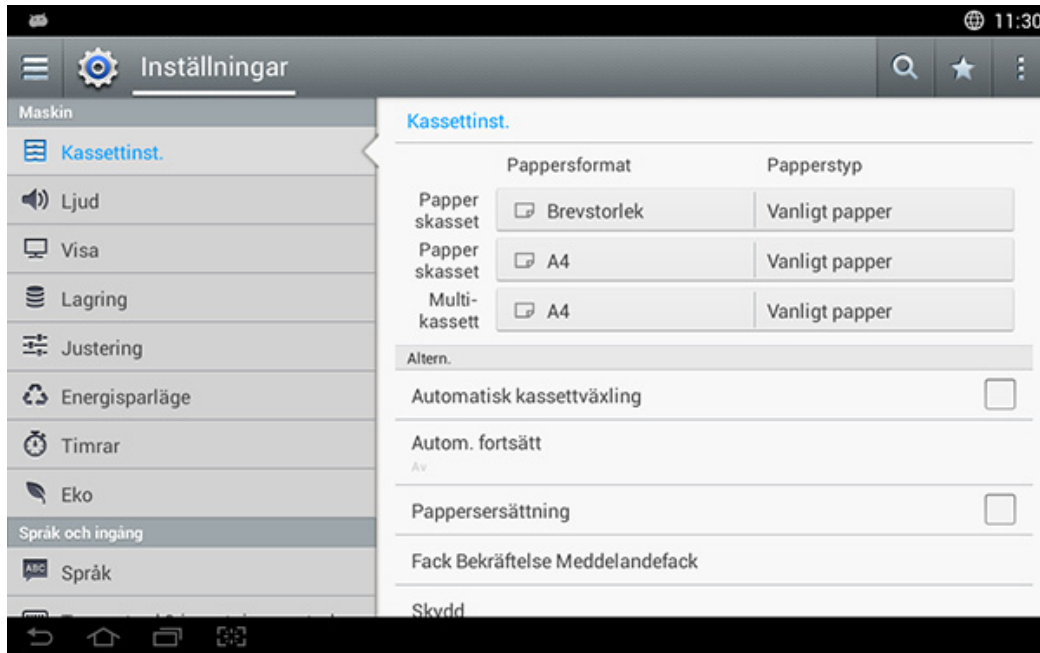 11:30
Inställningar
Maskin
Kassettinst.
Ljud
Visa
Lagring
Justering
Energisparläge
Timrar
Eko
Språk och ingång
ABC
Språk
Kassettinst.
Pappersformat
Papperstyp
Papper
skasset
Brevstorlek
Vanligt papper
Papper
skasset
A4
Vanligt papper
Multi-
kassett
A4
Vanligt papper
Altern.
Automatisk kassettväxling
Autom. fortsätt
Av
Pappersersättning
Fack Bekräftelse Meddelandefack
Skydd